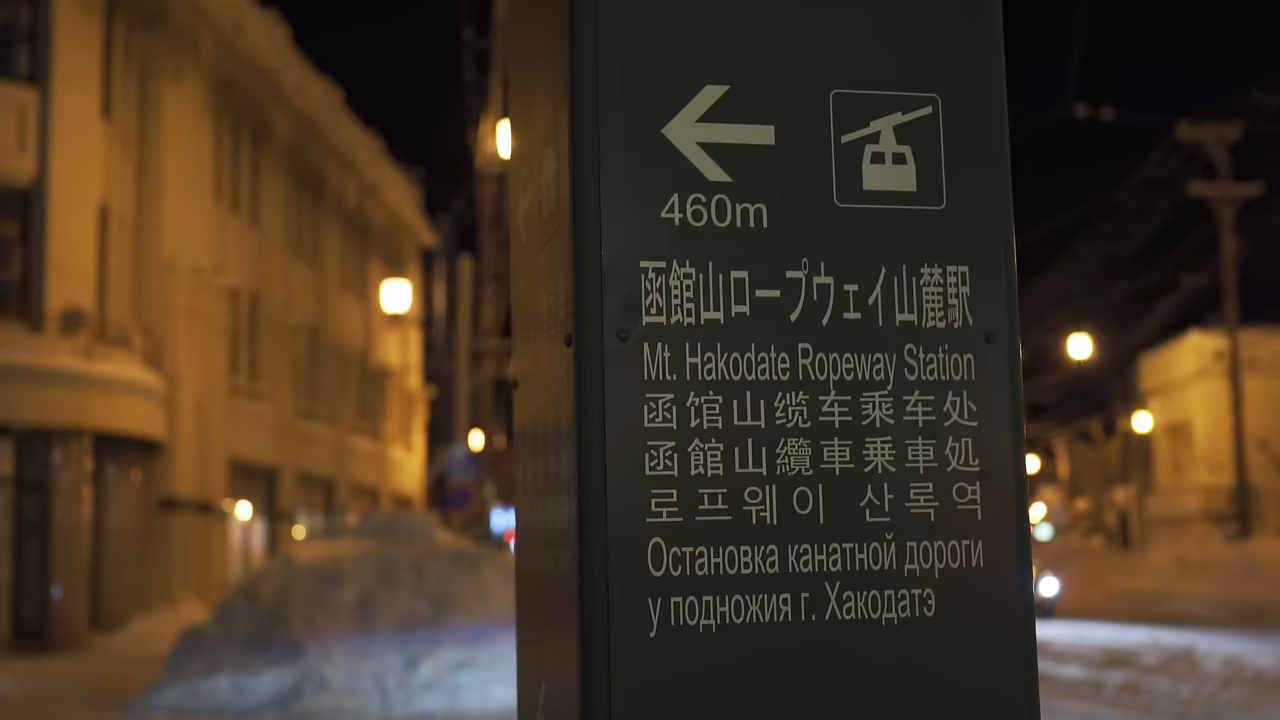 460m
函館山ロープウェイ山麓駅
Mt. Hakodate Ropeway Station
函馆山缆车乘车处
函館山纜車乗車処
로프웨이 산록역
Остановка канатной дороги
у подножия г. Хакодатэ